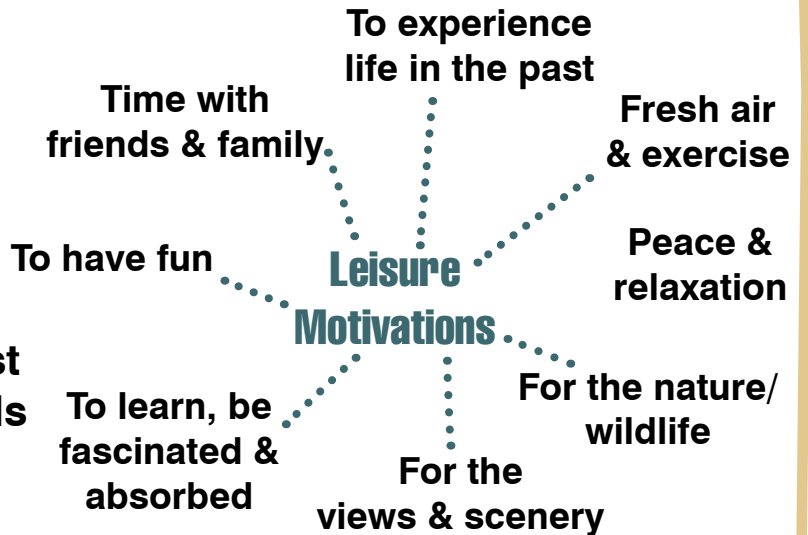 To experience
life in the past
Time with
friends & family
Fresh air
& exercise
To have fun
Leisure
Motivations
Peace &
relaxation
To learn, be
fascinated &
absorbed
For the
views & scenery
For the nature/
wildlife